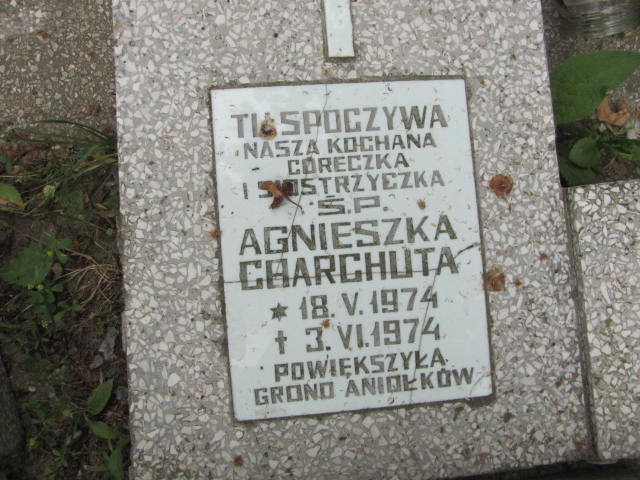 TU SPOCZYWA
NASZA KOCHANA
CÓRECZKA
I SIOSTRZYCZKA
Ś.P.
AGNIESZKA
CHARCHUTA
* 18.V.1974
† 3.VI.1974
POWIĘKSZYŁA
GRONO ANIOŁKÓW